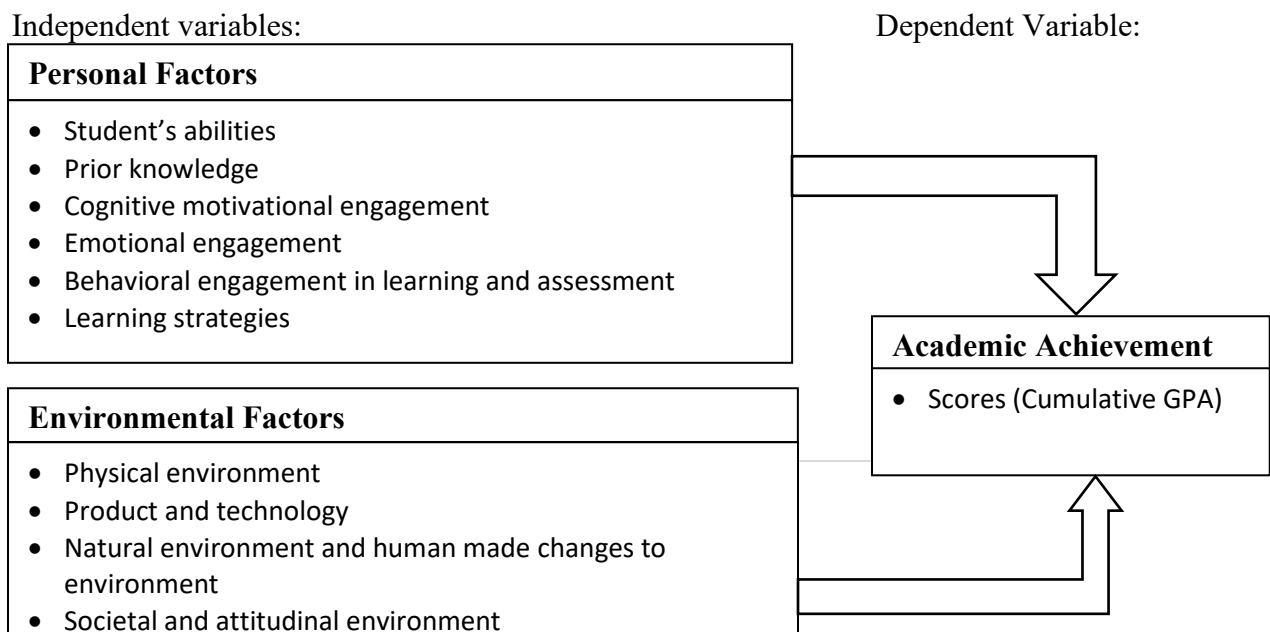 Independent variables:
Dependent Variable:
Personal Factors
• Student’s abilities
• Prior knowledge
• Cognitive motivational engagement
• Emotional engagement
• Behavioral engagement in learning and assessment
• Learning strategies
Academic Achievement
• Scores (Cumulative GPA)
Environmental Factors
• Physical environment
• Product and technology
• Natural environment and human made changes to
environment
• Societal and attitudinal environment